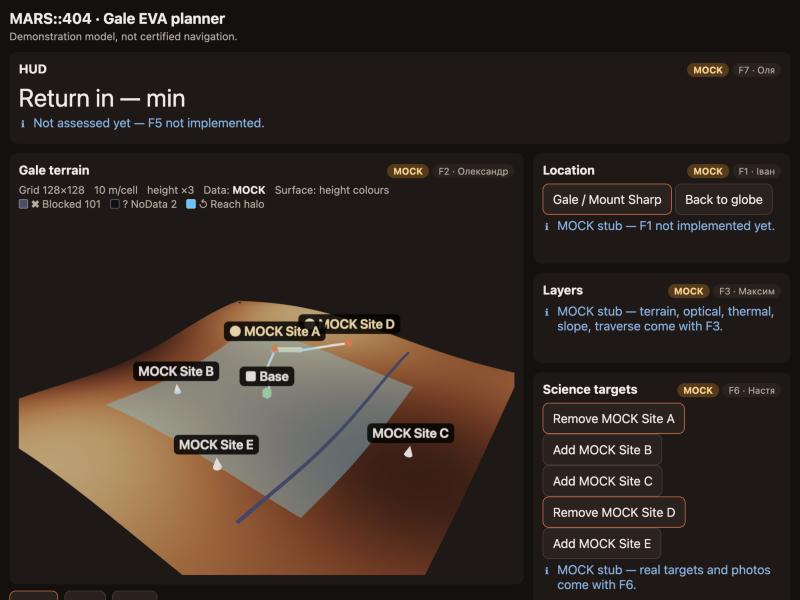 MARS::404 · Gale EVA planner
Demonstration model, not certified navigation.
HUD
MOCK F7 · Оля
Return in — min
i Not assessed yet — F5 not implemented.
Gale terrain
MOCK F2 · Олександр
Grid 128×128 10 m/cell height ×3 Data: MOCK Surface: height colours
✖ Blocked 101 ? NoData 2 ↺ Reach halo
MOCK Site A
MOCK Site D
MOCK Site B
Base
MOCK Site C
MOCK Site E
Location
MOCK F1 · Іван
Gale / Mount Sharp
Back to globe
i MOCK stub — F1 not implemented yet.
Layers
MOCK F3 · Максим
i MOCK stub — terrain, optical, thermal,
slope, traverse come with F3.
Science targets
MOCK F6 · Настя
Remove MOCK Site A
Add MOCK Site B
Add MOCK Site C
Remove MOCK Site D
Add MOCK Site E
i MOCK stub — real targets and photos
come with F6.